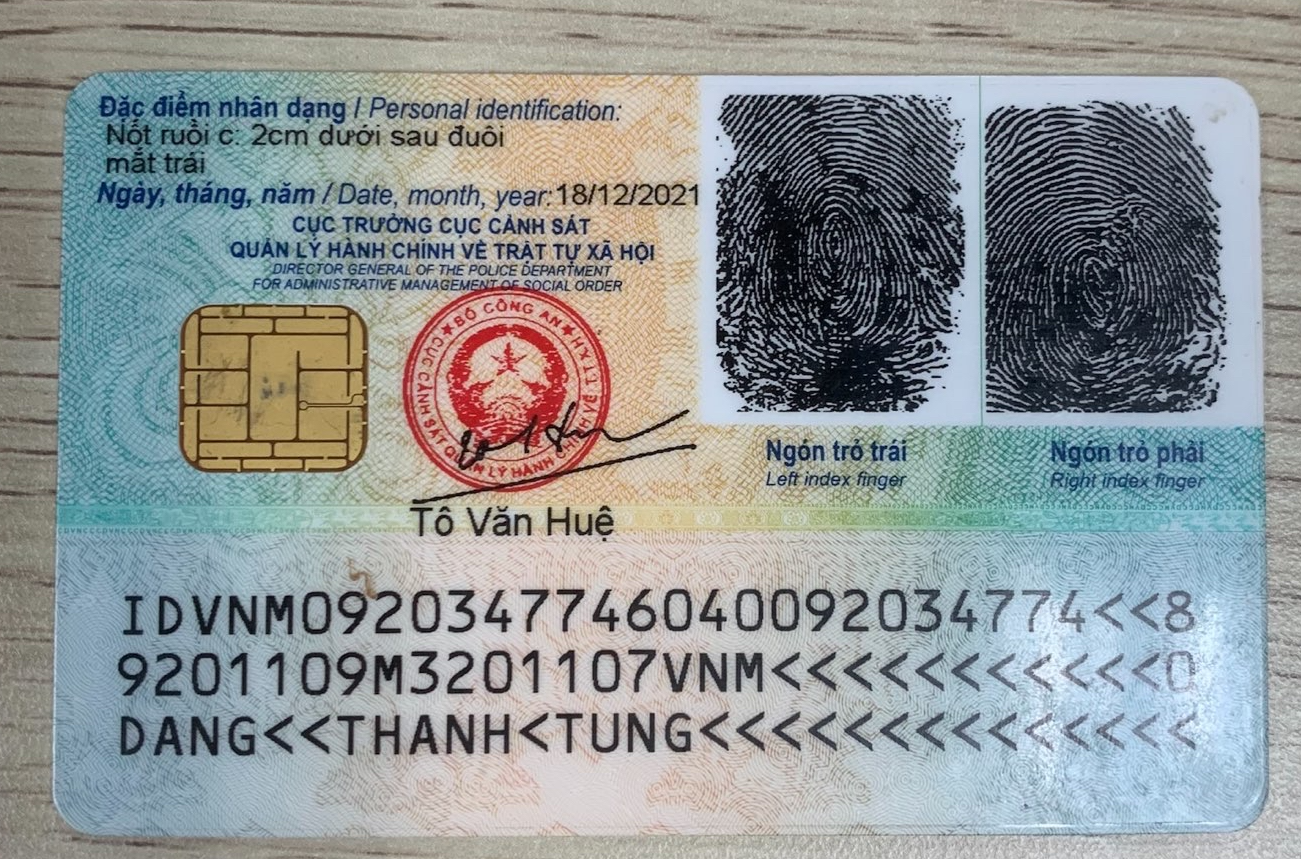 Đặc điểm nhân dạng / Personal identification:
Nốt ruồi c: 2cm dưới sau đuôi
mắt trái
Ngày, tháng, năm / Date, month, year: 18/12/2021
CỤC TRƯỞNG CỤC CẢNH SÁT
QUẢN LÝ HÀNH CHÍNH VỀ TRẬT TỰ XÃ HỘI
DIRECTOR GENERAL OF THE POLICE DEPARTMENT
FOR ADMINISTRATIVE MANAGEMENT OF SOCIAL ORDER
BỘ CÔNG AN
CỤC CẢNH SÁT QUẢN LÝ HÀNH CHÍNH VỀ TTXH
Tô Văn Huệ
Ngón trỏ trái
Left index finger
Ngón trỏ phải
Right index finger
IDVNM0920347746040092034774<<8
9201109M3201107VNM<<<<<<<<<<<0
DANG<<THANH<TUNG<<<<<<<<<<<<<<